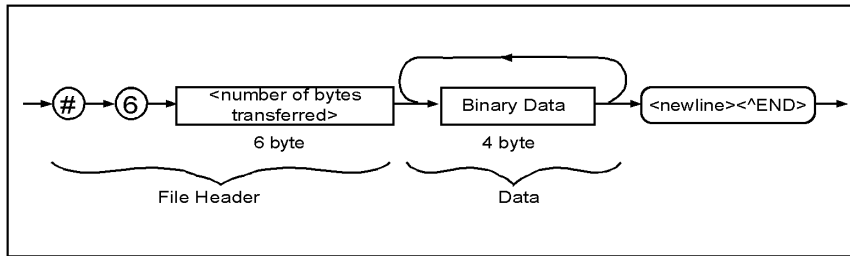 # 6 <number of bytes transferred> Binary Data <newline><^END>
6 byte 4 byte
File Header Data